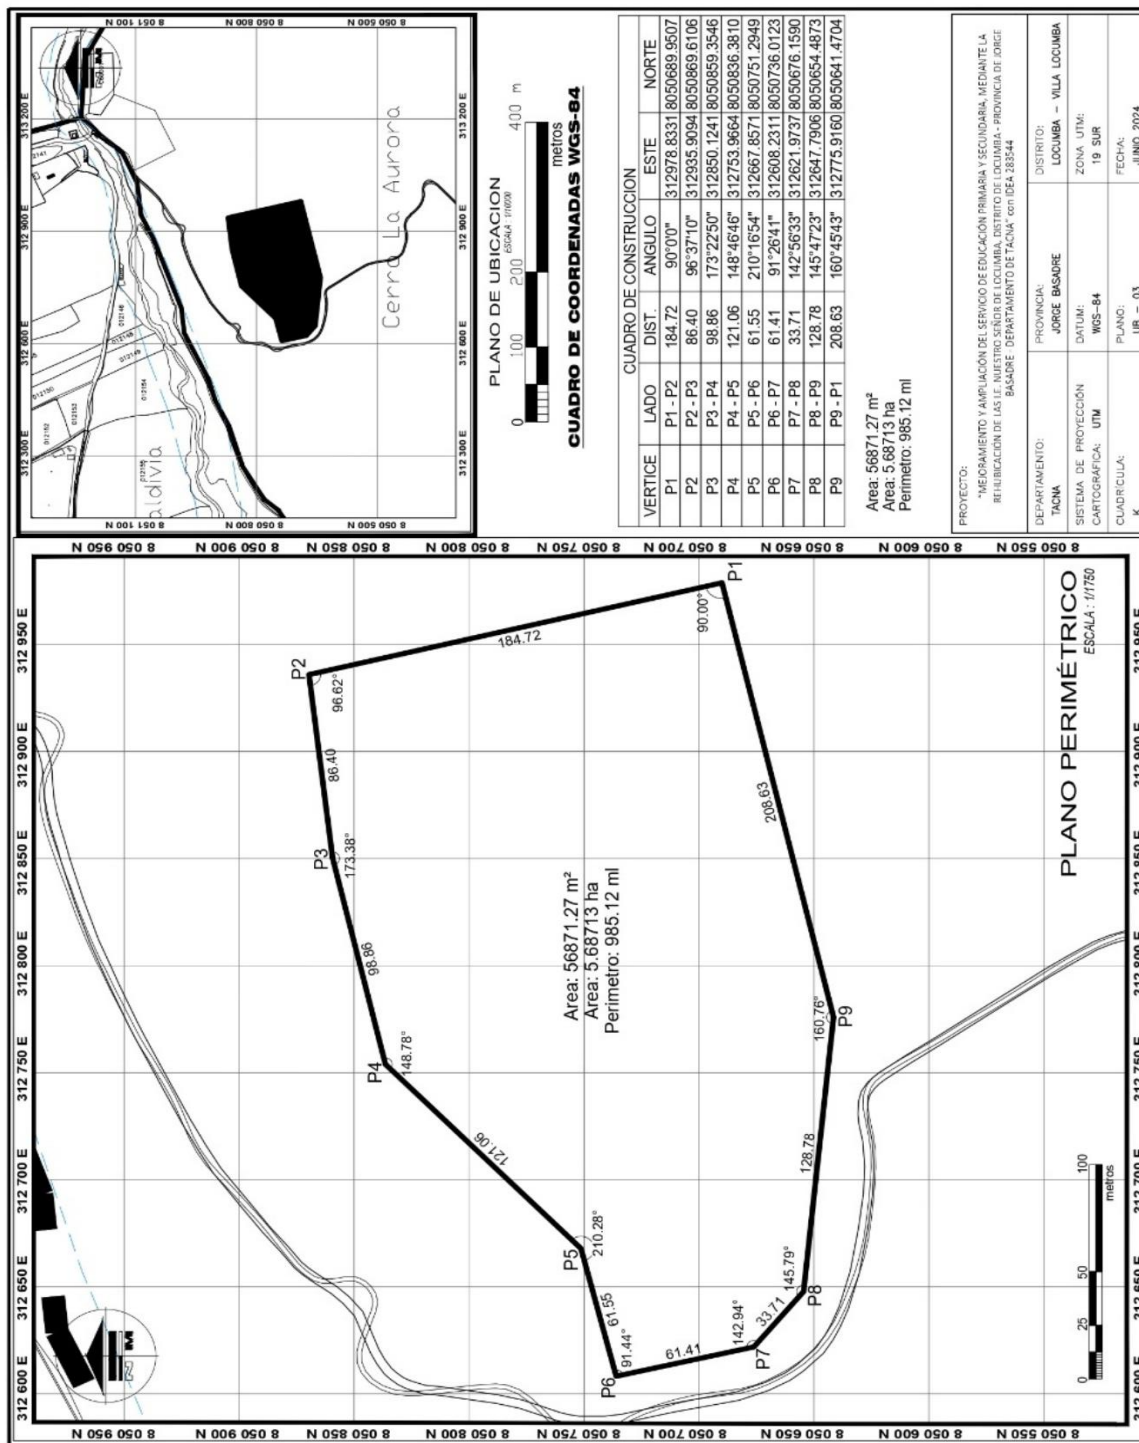 PLANO DE UBICACION
ESCALA : 1/10000
0 100 200 400 m
metros
8 051 100 N
8 050 800 N
8 050 500 N
313 200 E
312 900 E
312 600 E
312 300 E
Cerro La Aurora
aldivia
CUADRO DE COORDENADAS WGS-84
CUADRO DE CONSTRUCCION
VERTICE LADO DIST. ANGULO ESTE NORTE
P1 P1 - P2 184.72 90°0'0" 312978.8331 8050689.9507
P2 P2 - P3 86.40 96°37'10" 312935.9094 8050869.6106
P3 P3 - P4 98.86 173°22'50" 312850.1241 8050859.3546
P4 P4 - P5 121.06 148°46'46" 312753.9664 8050836.3810
P5 P5 - P6 61.55 210°16'54" 312667.8571 8050751.2949
P6 P6 - P7 61.41 91°26'41" 312608.2311 8050736.0123
P7 P7 - P8 33.71 142°56'33" 312621.9737 8050676.1590
P8 P8 - P9 128.78 145°47'23" 312647.7906 8050654.4873
P9 P9 - P1 208.63 160°45'43" 312775.9160 8050641.4704
Area: 56871.27 m²
Area: 5.68713 ha
Perimetro: 985.12 ml
PROYECTO:
"MEJORAMIENTO Y AMPLIACIÓN DEL SERVICIO DE EDUCACIÓN PRIMARIA Y SECUNDARIA, MEDIANTE LA
REHUBICACIÓN DE LAS I.E. NUESTRO SEÑOR DE LOCUMBA, DISTRITO DE LOCUMBA - PROVINCIA DE JORGE
BASADRE - DEPARTAMENTO DE TACNA" con IDEA 283544
DEPARTAMENTO:
TACNA
PROVINCIA:
JORGE BASADRE
DISTRITO:
LOCUMBA – VILLA LOCUMBA
SISTEMA DE PROYECCIÓN
CARTOGRAFICA: UTM
DATUM:
WGS–84
ZONA UTM:
19 SUR
CUADRÍCULA:
K
PLANO:
UB – 03
FECHA:
JUNIO 2024
8 050 950 N
8 050 900 N
8 050 850 N
8 050 800 N
8 050 750 N
8 050 700 N
8 050 650 N
8 050 600 N
8 050 550 N
312 950 E
312 900 E
312 850 E
312 800 E
312 750 E
312 700 E
312 650 E
312 600 E
P1
90.00°
184.72
P2
96.62°
86.40
P3
173.38°
98.86
P4
148.78°
121.06
P5
210.28°
61.55
P6
91.44°
61.41
P7
142.94°
33.71
P8
145.79°
128.78
P9
160.76°
208.63
Area: 56871.27 m²
Area: 5.68713 ha
Perimetro: 985.12 ml
PLANO PERIMÉTRICO
ESCALA : 1/1750
0 25 50 100
metros